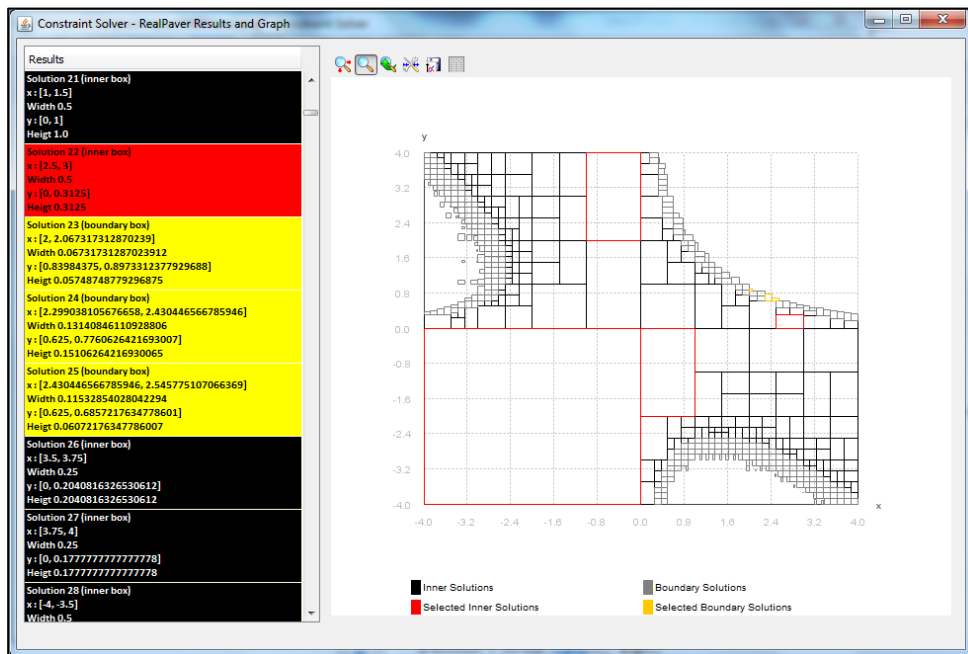 Constraint Solver - RealPaver Results and Graph
Results
Solution 21 (inner box)
x : [1, 1.5]
Width 0.5
y : [0, 1]
Heigt 1.0
Solution 22 (inner box)
x : [2.5, 3]
Width 0.5
y : [0, 0.3125]
Heigt 0.3125
Solution 23 (boundary box)
x : [2, 2.067317312870239]
Width 0.06731731287023912
y : [0.83984375, 0.8973312377929688]
Heigt 0.05748748779296875
Solution 24 (boundary box)
x : [2.299038105676658, 2.430446566785946]
Width 0.13140846110928806
y : [0.625, 0.7760626421693007]
Heigt 0.15106264216930065
Solution 25 (boundary box)
x : [2.430446566785946, 2.545775107066369]
Width 0.11532854028042294
y : [0.625, 0.6857217634778601]
Heigt 0.06072176347786007
Solution 26 (inner box)
x : [3.5, 3.75]
Width 0.25
y : [0, 0.2040816326530612]
Heigt 0.2040816326530612
Solution 27 (inner box)
x : [3.75, 4]
Width 0.25
y : [0, 0.1777777777777778]
Heigt 0.1777777777777778
Solution 28 (inner box)
x : [-4, -3.5]
Width 0.5
y
4.0
3.2
2.4
1.6
0.8
0.0
-0.8
-1.6
-2.4
-3.2
-4.0
x
-4.0 -3.2 -2.4 -1.6 -0.8 0.0 0.8 1.6 2.4 3.2 4.0
Inner Solutions Boundary Solutions
Selected Inner Solutions Selected Boundary Solutions